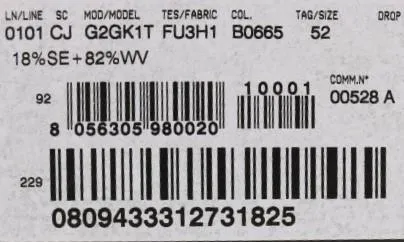 LN/LINE SC MOD/MODEL TES/FABRIC COL. TAG/SIZE DROP
0101 CJ G2GK1T FU3H1 B0665 52
18%SE+82%WV
10001
COMM.N°
92
00528 A
8 056305 980020
229
0809433312731825